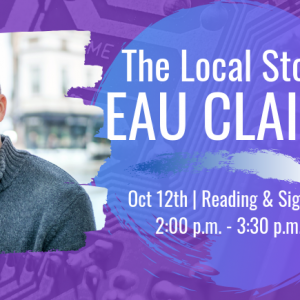 The Local Sto
EAU CLAI
Oct 12th | Reading & Sig
2:00 p.m. - 3:30 p.m.